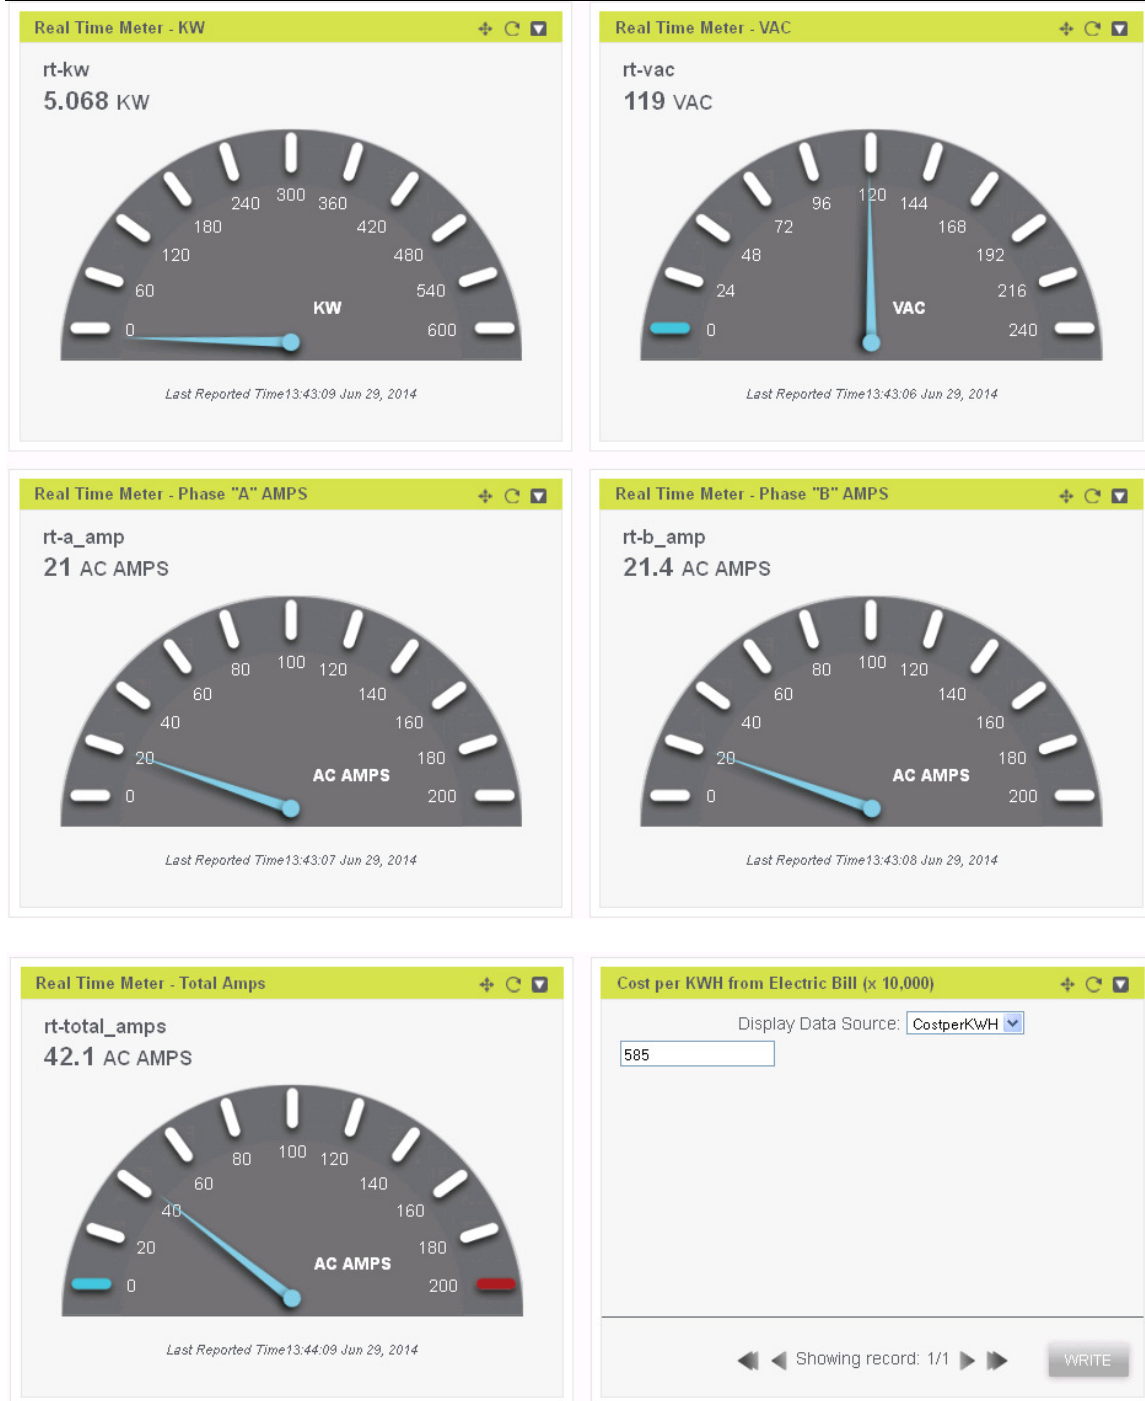 Real Time Meter - KW
rt-kw
5.068 KW
0
60
120
180
240
300
360
420
480
540
600
KW
Last Reported Time13:43:09 Jun 29, 2014
Real Time Meter - VAC
rt-vac
119 VAC
0
24
48
72
96
120
144
168
192
216
240
VAC
Last Reported Time13:43:06 Jun 29, 2014
Real Time Meter - Phase "A" AMPS
rt-a_amp
21 AC AMPS
0
20
40
60
80
100
120
140
160
180
200
AC AMPS
Last Reported Time13:43:07 Jun 29, 2014
Real Time Meter - Phase "B" AMPS
rt-b_amp
21.4 AC AMPS
0
20
40
60
80
100
120
140
160
180
200
AC AMPS
Last Reported Time13:43:08 Jun 29, 2014
Real Time Meter - Total Amps
rt-total_amps
42.1 AC AMPS
0
20
40
60
80
100
120
140
160
180
200
AC AMPS
Last Reported Time13:44:09 Jun 29, 2014
Cost per KWH from Electric Bill (x 10,000)
Display Data Source: CostperKWH
585
Showing record: 1/1
WRITE